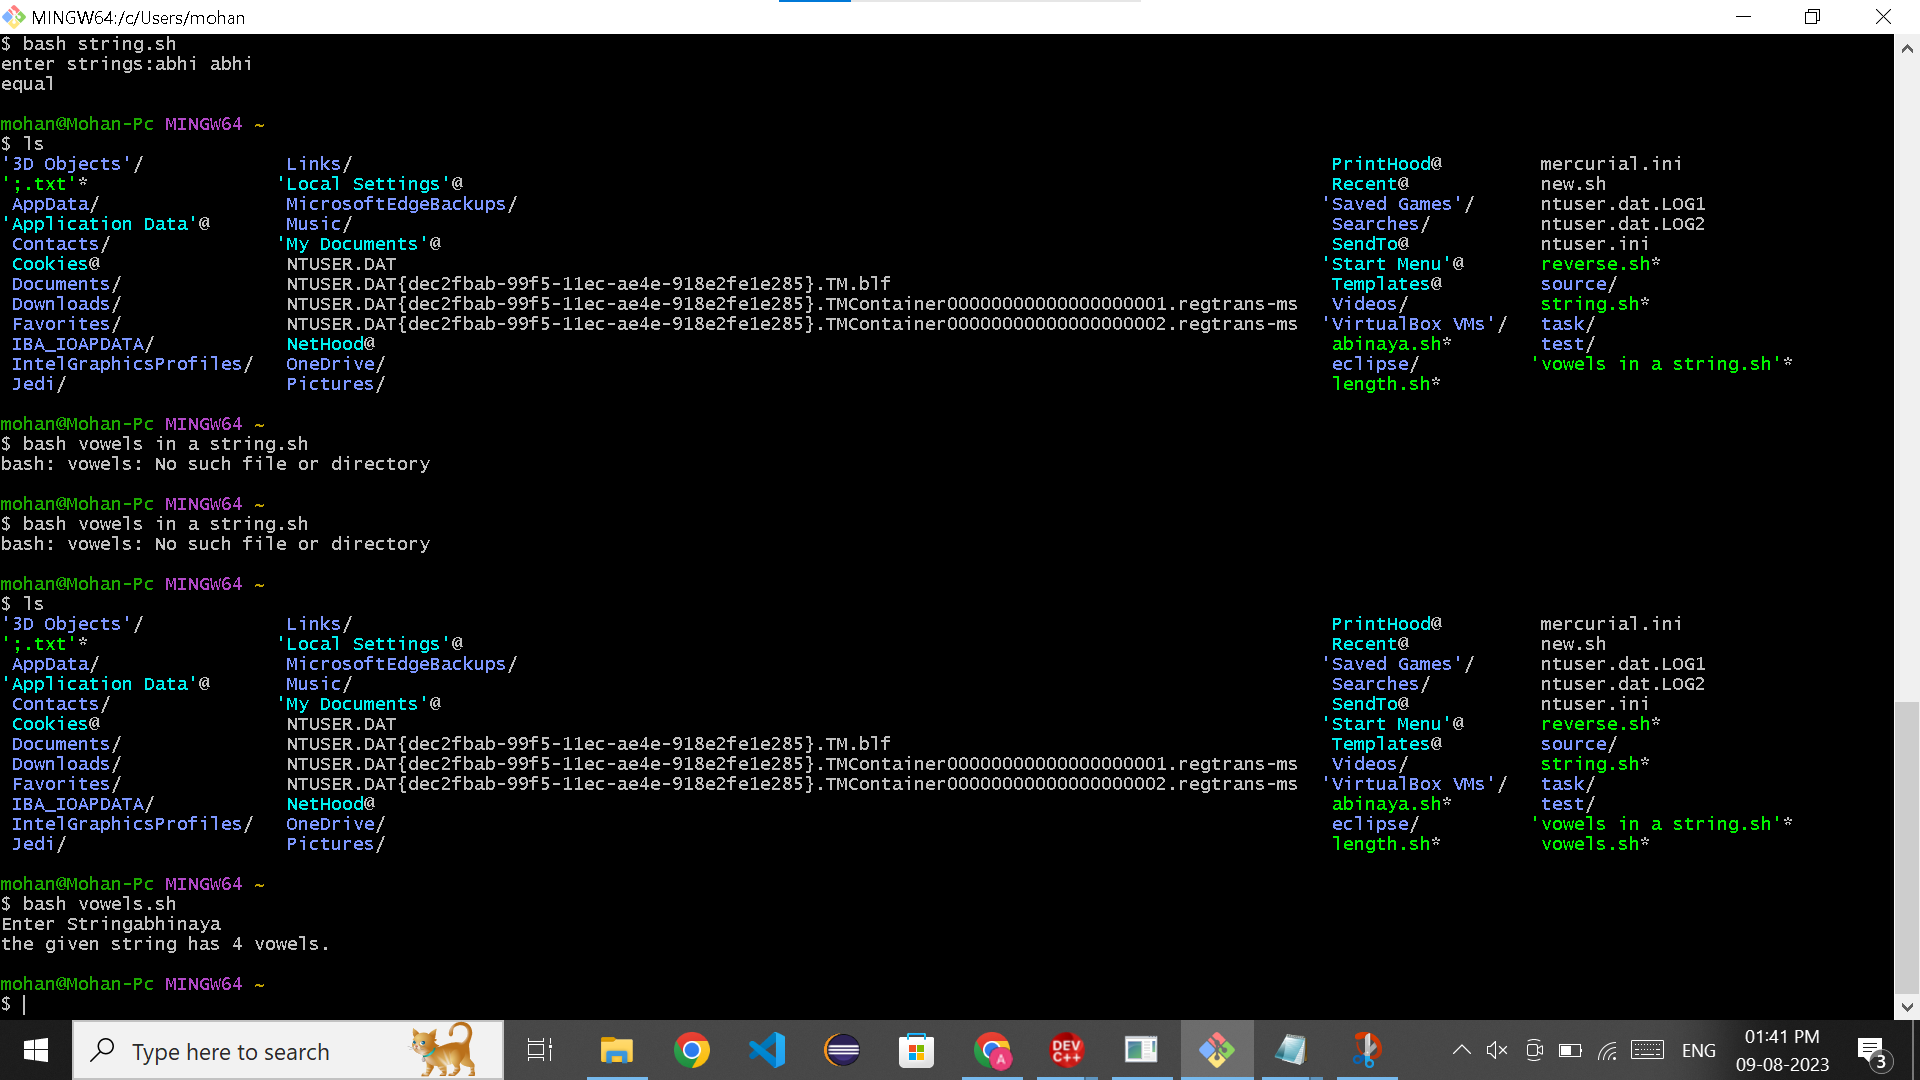 MINGW64:/c/Users/mohan
$ bash string.sh
enter strings:abhi abhi
equal
mohan@Mohan-Pc MINGW64 ~
$ ls
'3D Objects'/ Links/ PrintHood@ mercurial.ini
';.txt'* 'Local Settings'@ Recent@ new.sh
AppData/ MicrosoftEdgeBackups/ 'Saved Games'/ ntuser.dat.LOG1
'Application Data'@ Music/ Searches/ ntuser.dat.LOG2
Contacts/ 'My Documents'@ SendTo@ ntuser.ini
Cookies@ NTUSER.DAT 'Start Menu'@ reverse.sh*
Documents/ NTUSER.DAT{dec2fbab-99f5-11ec-ae4e-918e2fe1e285}.TM.blf Templates@ source/
Downloads/ NTUSER.DAT{dec2fbab-99f5-11ec-ae4e-918e2fe1e285}.TMContainer00000000000000000001.regtrans-ms Videos/ string.sh*
Favorites/ NTUSER.DAT{dec2fbab-99f5-11ec-ae4e-918e2fe1e285}.TMContainer00000000000000000002.regtrans-ms 'VirtualBox VMs'/ task/
IBA_IOAPDATA/ NetHood@ abinaya.sh* test/
IntelGraphicsProfiles/ OneDrive/ eclipse/ 'vowels in a string.sh'*
Jedi/ Pictures/ length.sh*
mohan@Mohan-Pc MINGW64 ~
$ bash vowels in a string.sh
bash: vowels: No such file or directory
mohan@Mohan-Pc MINGW64 ~
$ bash vowels in a string.sh
bash: vowels: No such file or directory
mohan@Mohan-Pc MINGW64 ~
$ ls
'3D Objects'/ Links/ PrintHood@ mercurial.ini
';.txt'* 'Local Settings'@ Recent@ new.sh
AppData/ MicrosoftEdgeBackups/ 'Saved Games'/ ntuser.dat.LOG1
'Application Data'@ Music/ Searches/ ntuser.dat.LOG2
Contacts/ 'My Documents'@ SendTo@ ntuser.ini
Cookies@ NTUSER.DAT 'Start Menu'@ reverse.sh*
Documents/ NTUSER.DAT{dec2fbab-99f5-11ec-ae4e-918e2fe1e285}.TM.blf Templates@ source/
Downloads/ NTUSER.DAT{dec2fbab-99f5-11ec-ae4e-918e2fe1e285}.TMContainer00000000000000000001.regtrans-ms Videos/ string.sh*
Favorites/ NTUSER.DAT{dec2fbab-99f5-11ec-ae4e-918e2fe1e285}.TMContainer00000000000000000002.regtrans-ms 'VirtualBox VMs'/ task/
IBA_IOAPDATA/ NetHood@ abinaya.sh* test/
IntelGraphicsProfiles/ OneDrive/ eclipse/ 'vowels in a string.sh'*
Jedi/ Pictures/ length.sh* vowels.sh*
mohan@Mohan-Pc MINGW64 ~
$ bash vowels.sh
Enter Stringabhinaya
the given string has 4 vowels.
mohan@Mohan-Pc MINGW64 ~
$
Type here to search
A
DEV C++
ENG
01:41 PM
09-08-2023
3